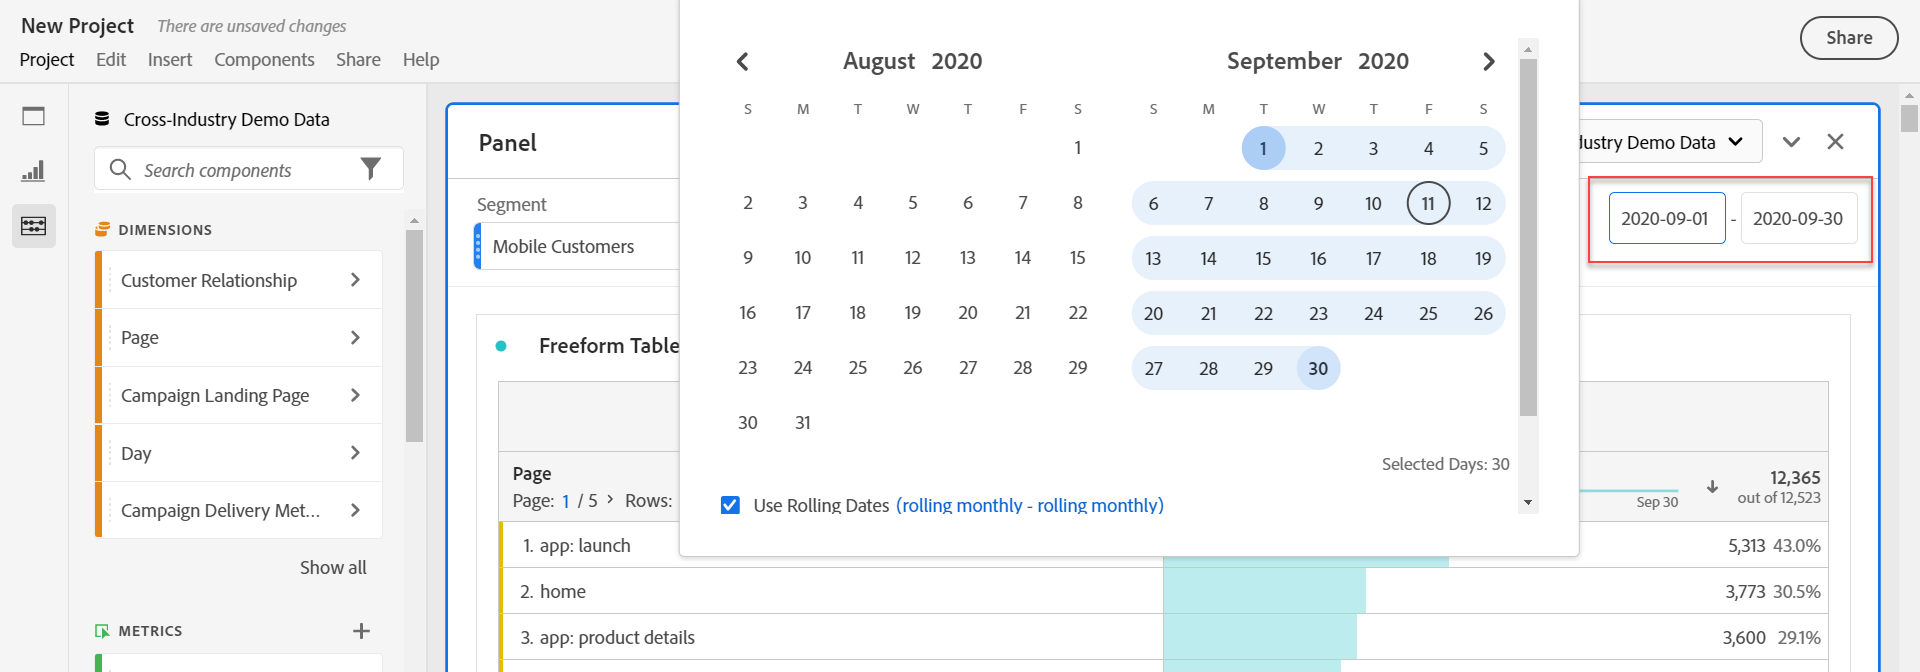 New Project There are unsaved changes
Project Edit Insert Components Share Help
Share
Cross-Industry Demo Data
Search components
DIMENSIONS
Customer Relationship
Page
Campaign Landing Page
Day
Campaign Delivery Met...
Show all
METRICS
Panel
Industry Demo Data
Segment
Mobile Customers
2020-09-01 - 2020-09-30
August 2020
S M T W T F S
1
2 3 4 5 6 7 8
9 10 11 12 13 14 15
16 17 18 19 20 21 22
23 24 25 26 27 28 29
30 31
September 2020
S M T W T F S
1 2 3 4 5
6 7 8 9 10 11 12
13 14 15 16 17 18 19
20 21 22 23 24 25 26
27 28 29 30
Selected Days: 30
Use Rolling Dates (rolling monthly - rolling monthly)
Freeform Table
Page
Page: 1 / 5 > Rows:
Sep 30
12,365
out of 12,523
1. app: launch 5,313 43.0%
2. home 3,773 30.5%
3. app: product details 3,600 29.1%